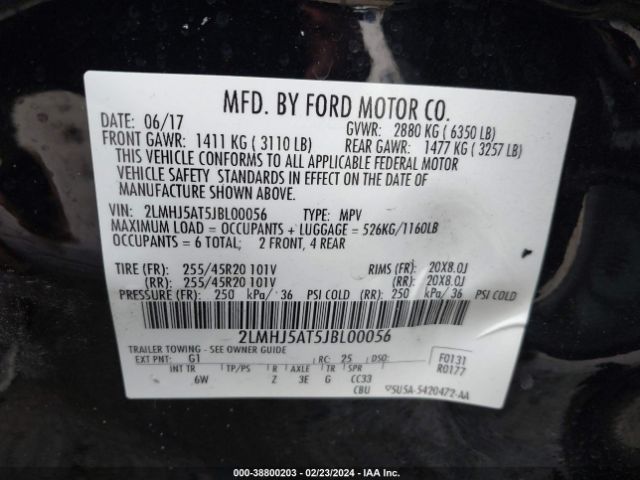 MFD. BY FORD MOTOR CO.
DATE: 06/17 GVWR: 2880 KG ( 6350 LB)
FRONT GAWR: 1411 KG ( 3110 LB) REAR GAWR: 1477 KG ( 3257 LB)
THIS VEHICLE CONFORMS TO ALL APPLICABLE FEDERAL MOTOR
VEHICLE SAFETY STANDARDS IN EFFECT ON THE DATE OF
MANUFACTURE SHOWN ABOVE.
VIN: 2LMHJ5AT5JBL00056 TYPE: MPV
MAXIMUM LOAD = OCCUPANTS + LUGGAGE = 526KG/1160LB
OCCUPANTS = 6 TOTAL: 2 FRONT, 4 REAR
TIRE (FR): 255/45R20 101V RIMS (FR): 20X8.0J
(RR): 255/45R20 101V (RR): 20X8.0J
PRESSURE (FR): 250 kPa/ 36 PSI COLD (RR): 250 kPa/ 36 PSI COLD
2LMHJ5AT5JBL00056
TRAILER TOWING - SEE OWNER GUIDE
EXT PNT: G1 RC: 25 DSO: F0131
INT TR TP/PS R AXLE TR SPR R0177
6W Z 3E G CC33
CBU 5U5A-5420472-AA
000-38800203 - 02/23/2024 - IAA Inc.